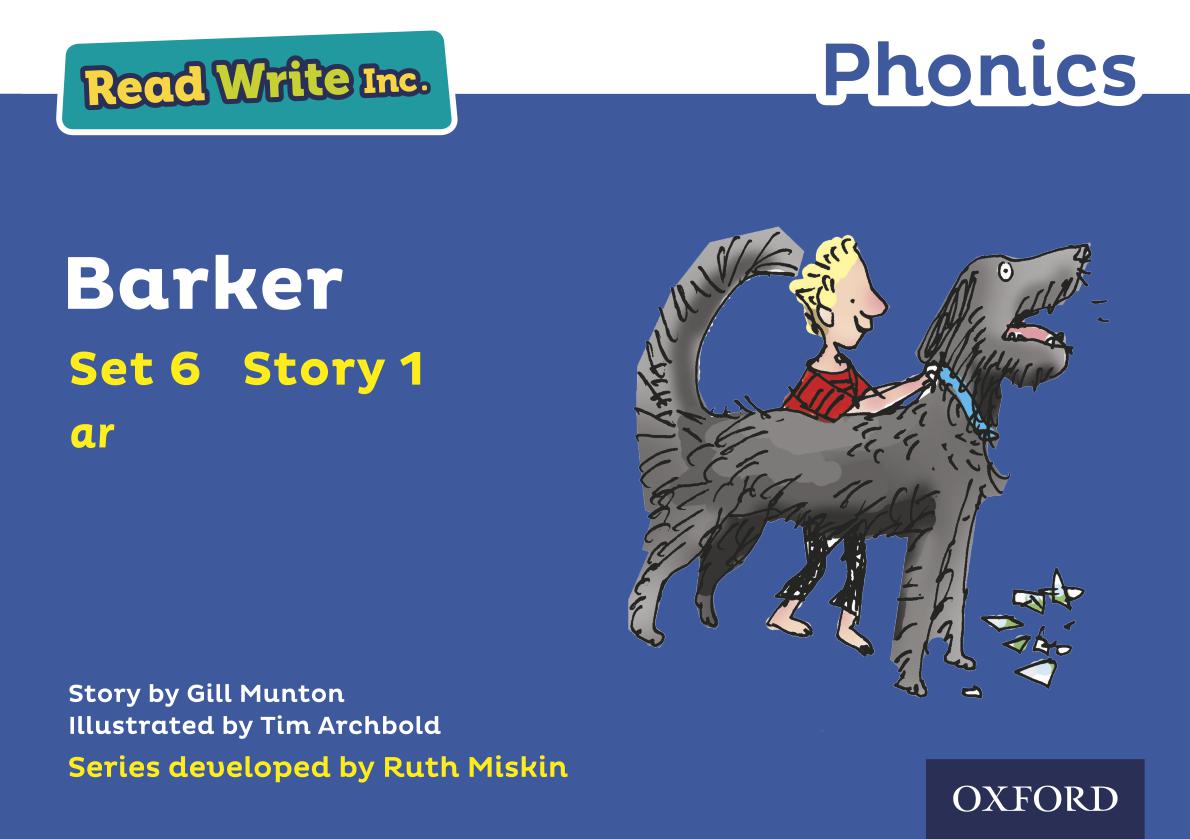 Read Write Inc.
Phonics
Barker
Set 6 Story 1
ar
Story by Gill Munton
Illustrated by Tim Archbold
Series developed by Ruth Miskin
OXFORD